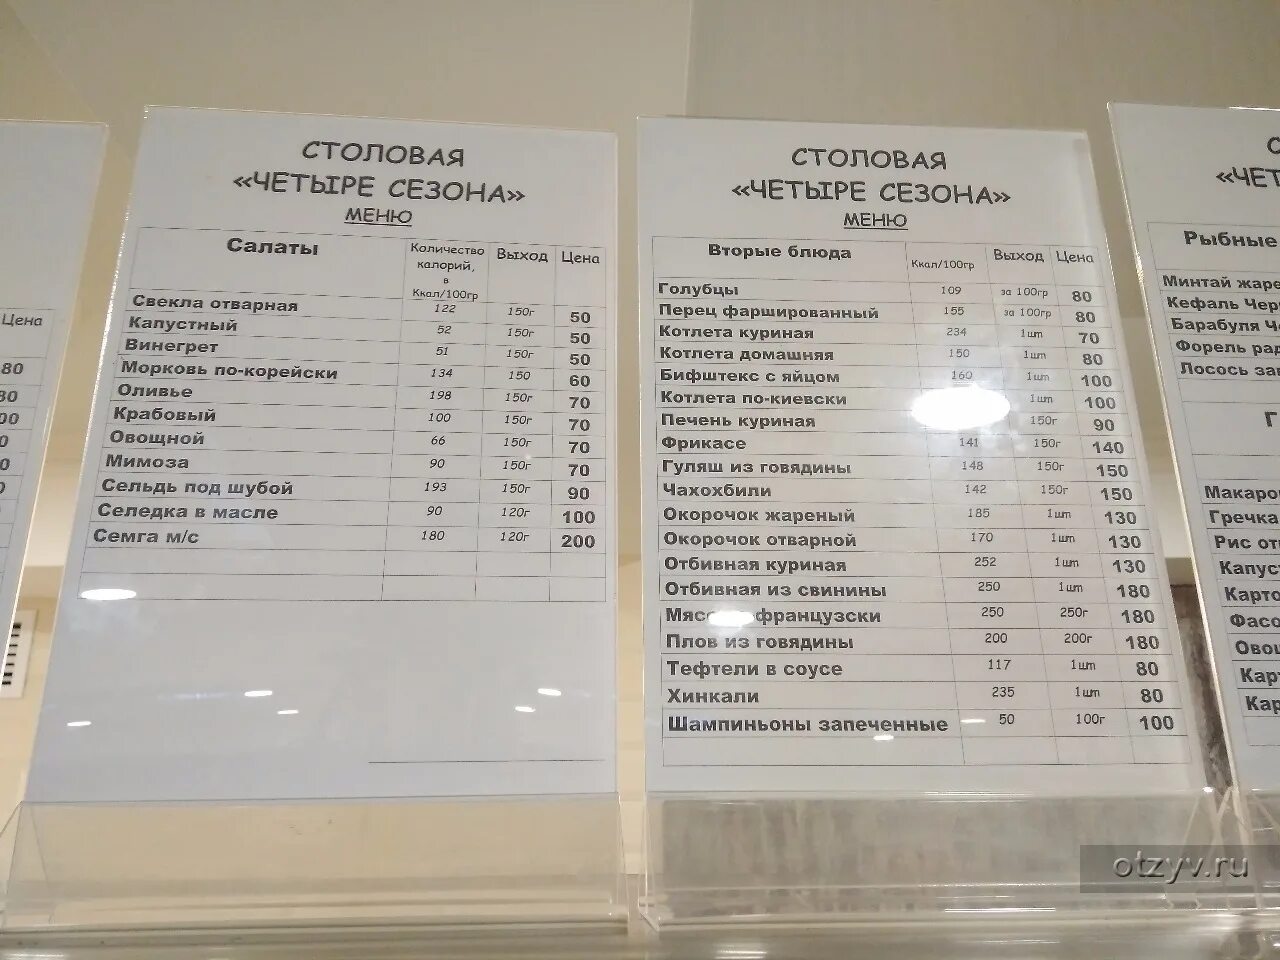 Цена
80
СТОЛОВАЯ
«ЧЕТЫРЕ СЕЗОНА»
МЕНЮ
Салаты Количество калорий, в Ккал/100гр Выход Цена
Свекла отварная 122 150г 50
Капустный 52 150г 50
Винегрет 51 150г 50
Морковь по-корейски 134 150 60
Оливье 198 150г 70
Крабовый 100 150г 70
Овощной 66 150г 70
Мимоза 90 150г 70
Сельдь под шубой 193 150г 90
Селедка в масле 90 120г 100
Семга м/с 180 120г 200
СТОЛОВАЯ
«ЧЕТЫРЕ СЕЗОНА»
МЕНЮ
Вторые блюда Ккал/100гр Выход Цена
Голубцы 109 за 100гр 80
Перец фаршированный 155 за 100гр 80
Котлета куриная 234 1шт 70
Котлета домашняя 150 1шт 80
Бифштекс с яйцом 160 1шт 100
Котлета по-киевски 1шт 100
Печень куриная 150г 90
Фрикасе 141 150г 140
Гуляш из говядины 148 150г 150
Чахохбили 142 150г 150
Окорочок жареный 185 1шт 130
Окорочок отварной 170 1шт 130
Отбивная куриная 252 1шт 130
Отбивная из свинины 250 1шт 180
французски 250 250г 180
Плов из говядины 200 200г 180
Тефтели в соусе 117 1шт 80
Хинкали 235 1шт 80
Шампиньоны запеченные 50 100г 100
Рыбные
Минтай
Кефаль
Барабуля
Форель
Лосось
Гречка
Рис
otzyv.ru